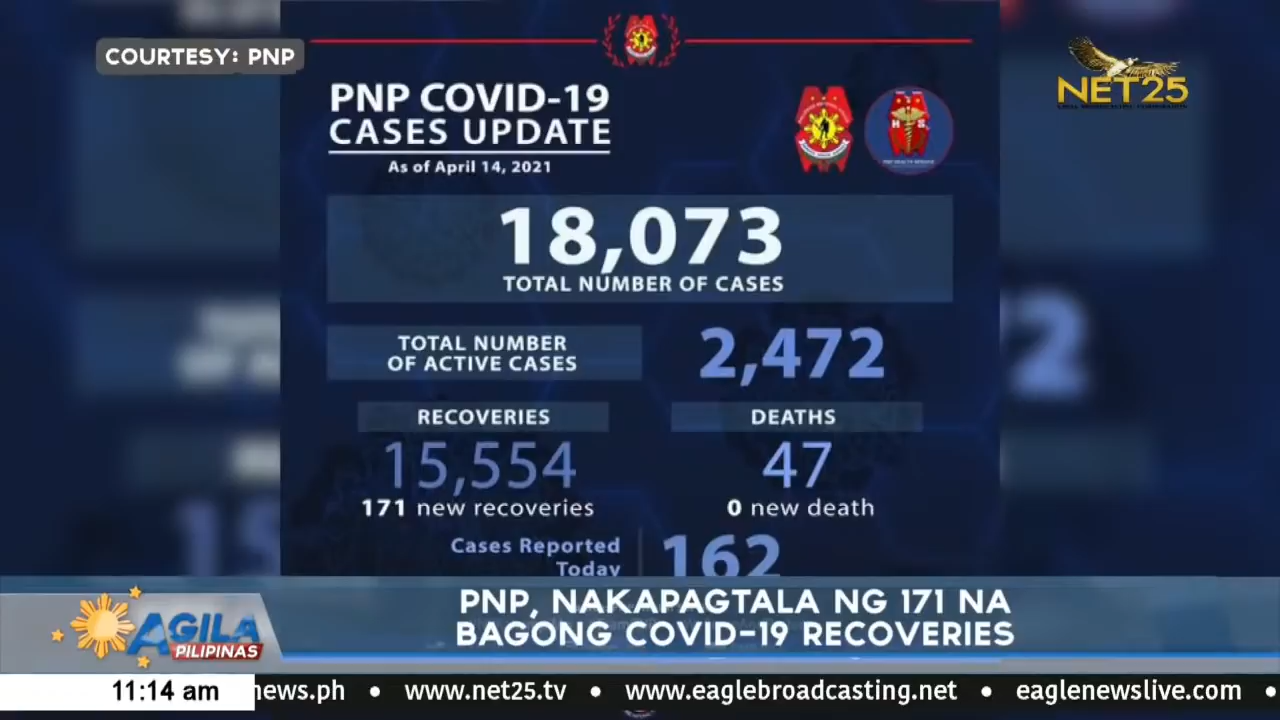 COURTESY: PNP
NET25
PNP COVID-19
CASES UPDATE
As of April 14, 2021
18,073
TOTAL NUMBER OF CASES
TOTAL NUMBER
OF ACTIVE CASES
2,472
RECOVERIES
15,554
171 new recoveries
DEATHS
47
0 new death
Cases Reported
Today
162
PNP, NAKAPAGTALA NG 171 NA
BAGONG COVID-19 RECOVERIES
AGILA
PILIPINAS
11:14 am
news.ph • www.net25.tv • www.eaglebroadcasting.net • eaglenewslive.com •